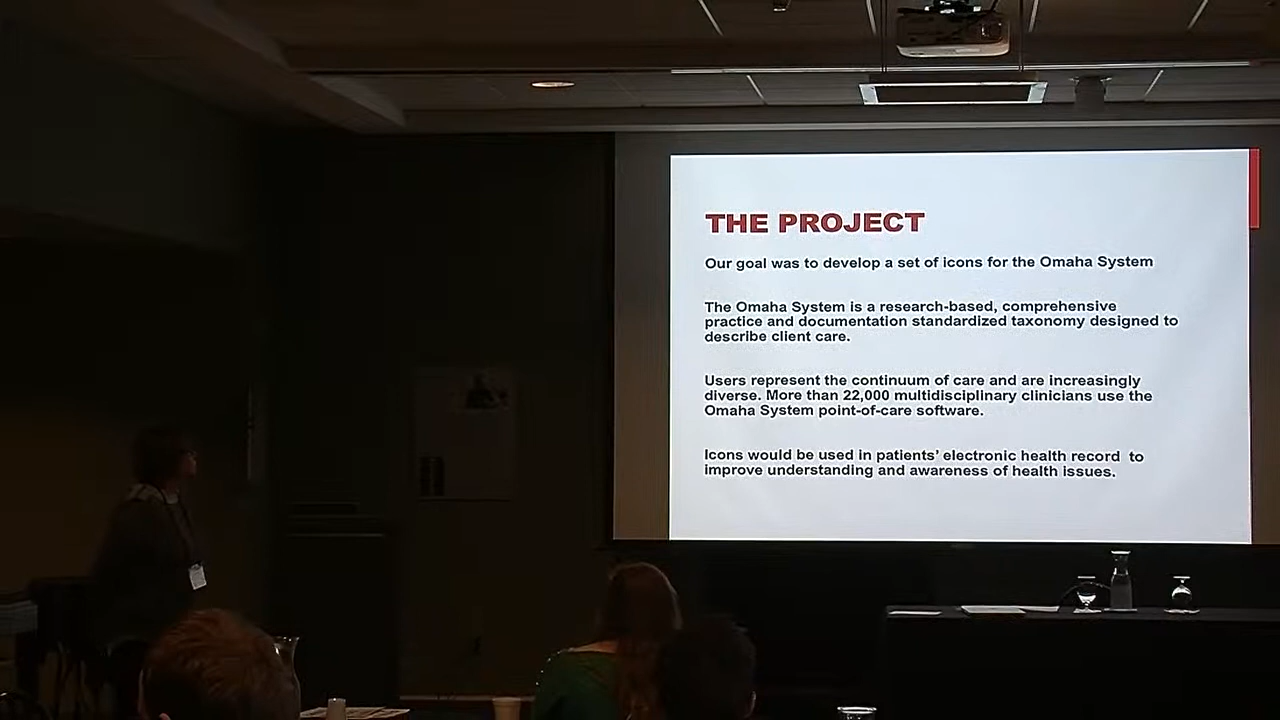 THE PROJECT
Our goal was to develop a set of icons for the Omaha System
The Omaha System is a research-based, comprehensive
practice and documentation standardized taxonomy designed to
describe client care.
Users represent the continuum of care and are increasingly
diverse. More than 22,000 multidisciplinary clinicians use the
Omaha System point-of-care software.
Icons would be used in patients’ electronic health record  to
improve understanding and awareness of health issues.